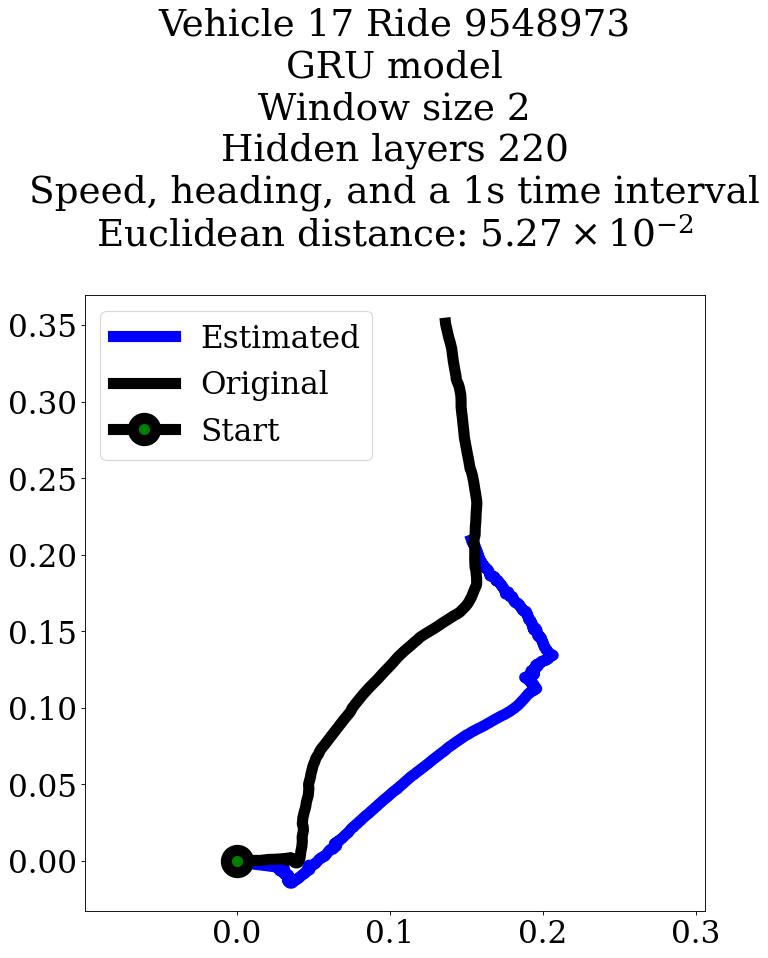 Vehicle 17 Ride 9548973
GRU model
Window size 2
Hidden layers 220
Speed, heading, and a 1s time interval
Euclidean distance: 5.27 × 10⁻²
Estimated
Original
Start
0.35
0.30
0.25
0.20
0.15
0.10
0.05
0.00
0.0 0.1 0.2 0.3